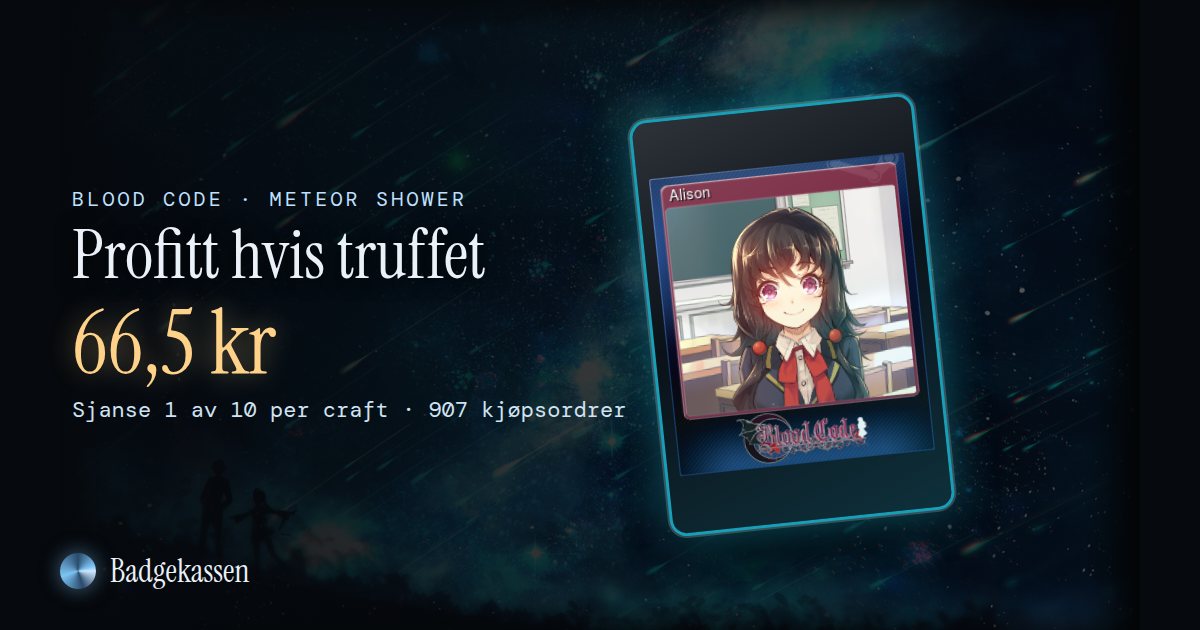 BLOOD CODE · METEOR SHOWER
Profitt hvis truffet
66,5 kr
Sjanse 1 av 10 per craft · 907 kjøpsordrer
Alison
Blood Code
Badgekassen